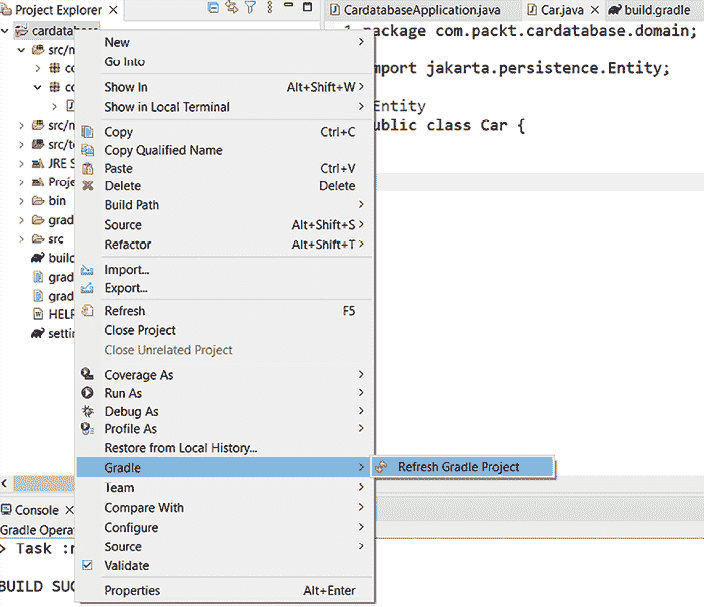 Project Explorer ×
CardatabaseApplication.java
Car.java ×
build.gradle
cardatabase
1 package com.packt.cardatabase.domain;
mport jakarta.persistence.Entity;
Entity
ublic class Car {
src/m
co
co
src/m
src/te
JRE S
Proje
bin
grad
src
build
grad
grad
HELP
settin
New
Go Into
Show In Alt+Shift+W
Show in Local Terminal
Copy Ctrl+C
Copy Qualified Name
Paste Ctrl+V
Delete Delete
Build Path
Source Alt+Shift+S
Refactor Alt+Shift+T
Import...
Export...
Refresh F5
Close Project
Close Unrelated Project
Coverage As
Run As
Debug As
Profile As
Restore from Local History...
Gradle
Refresh Gradle Project
Team
Compare With
Configure
Source
Validate
Properties Alt+Enter
Console ×
Gradle Opera
> Task :
BUILD SUC